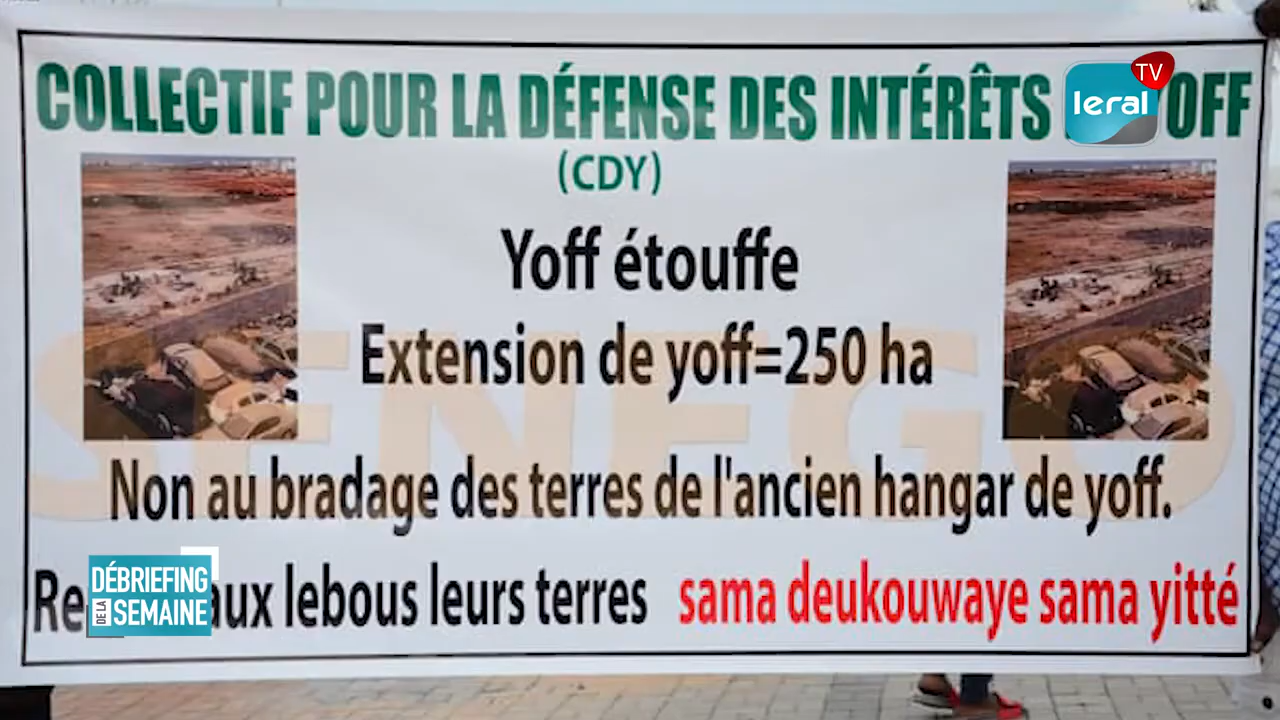 COLLECTIF POUR LA DÉFENSE DES INTÉRÊTS OFF
leral TV
(CDY)
Yoff étouffe
Extension de yoff=250 ha
SENEGO
Non au bradage des terres de l'ancien hangar de yoff.
aux lebous leurs terres sama deukouwaye sama yitté
DÉBRIEFING
DE LA SEMAINE